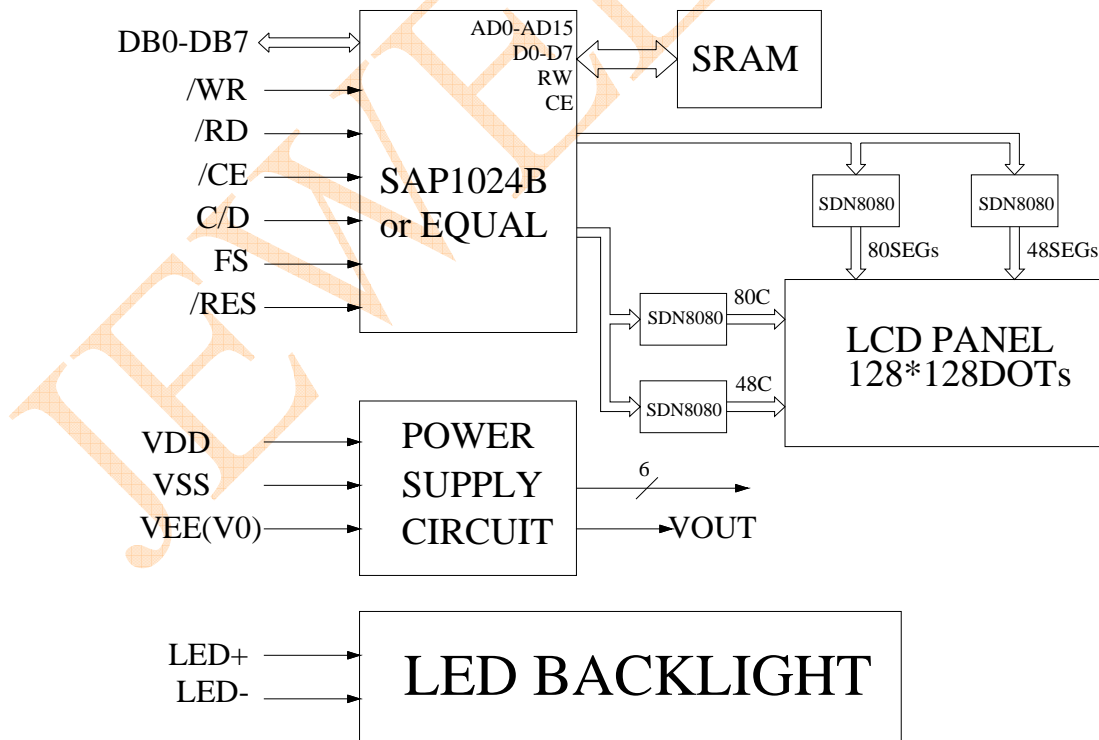 DB0-DB7
/WR
/RD
/CE
C/D
FS
/RES
AD0-AD15
D0-D7
RW
CE
SAP1024B
or EQUAL
SRAM
SDN8080
SDN8080
80SEGs
48SEGs
SDN8080
80C
SDN8080
48C
LCD PANEL
128*128DOTs
VDD
VSS
VEE(V0)
POWER
SUPPLY
CIRCUIT
6
VOUT
LED+
LED-
LED BACKLIGHT
JEWEL